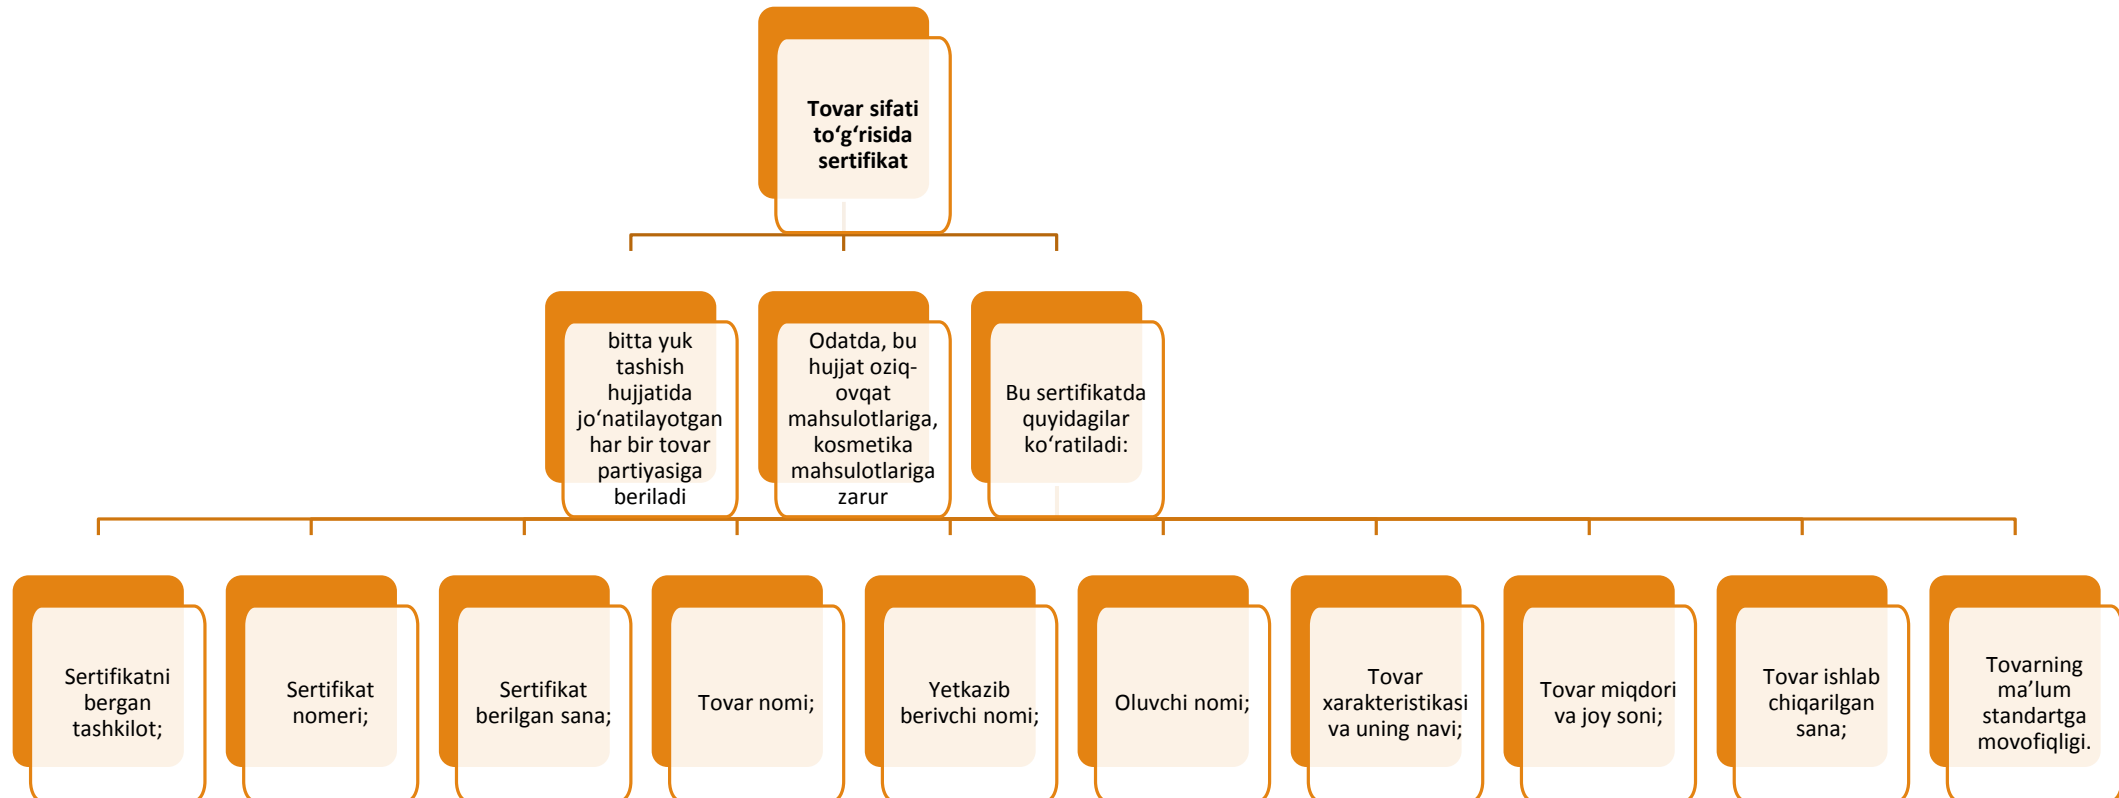 Tovar sifati
to‘g‘risida
sertifikat
bitta yuk
tashish
hujjatida
jo‘natilayotgan
har bir tovar
partiyasiga
beriladi
Odatda, bu
hujjat oziq-
ovqat
mahsulotlariga,
kosmetika
mahsulotlariga
zarur
Bu sertifikatda
quyidagilar
ko‘ratiladi:
Sertifikatni
bergan
tashkilot;
Sertifikat
nomeri;
Sertifikat
berilgan sana;
Tovar nomi;
Yetkazib
berivchi nomi;
Oluvchi nomi;
Tovar
xarakteristikasi
va uning navi;
Tovar miqdori
va joy soni;
Tovar ishlab
chiqarilgan
sana;
Tovarning
ma’lum
standartga
movofiqligi.